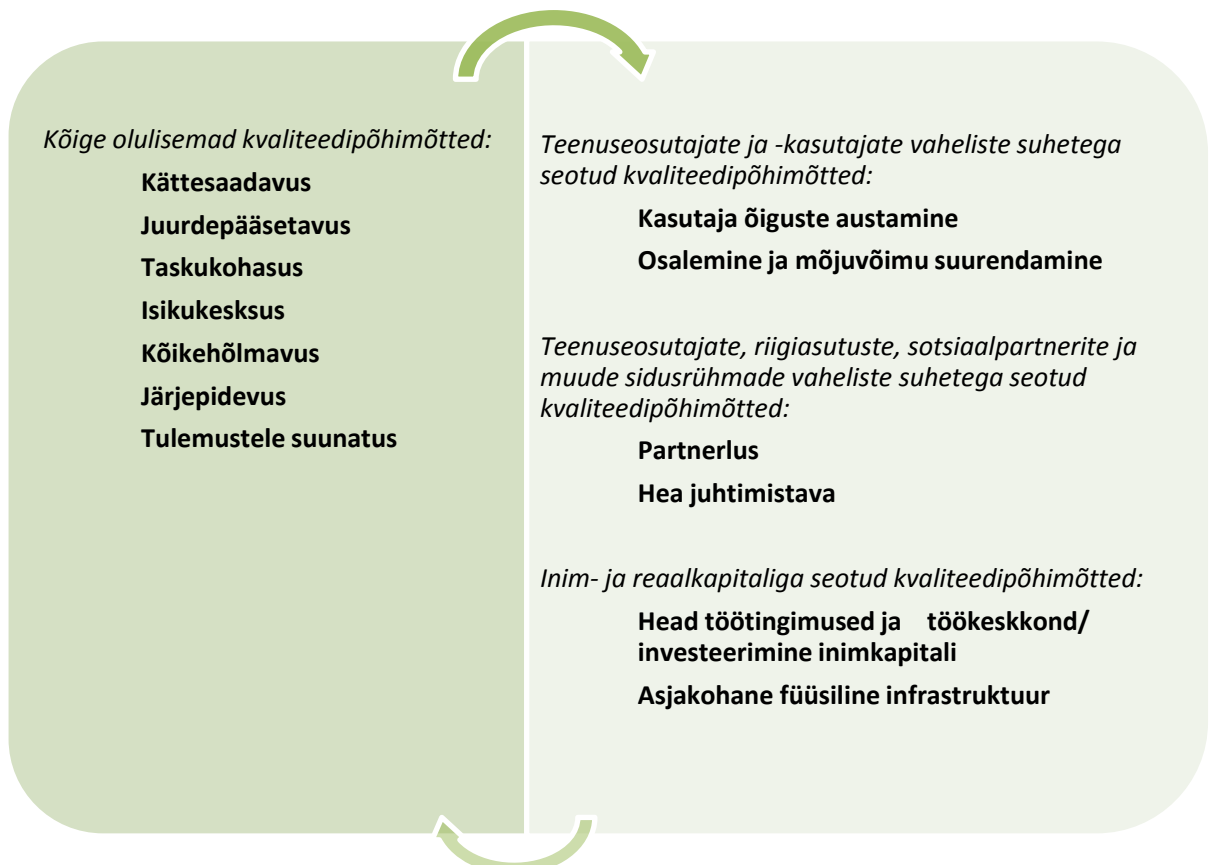 Kõige olulisemad kvaliteedipõhimõtted:
Kättesaadavus
Juurdepääsetavus
Taskukohasus
Isikukesksus
Kõikehõlmavus
Järjepidevus
Tulemustele suunatus
Teenuseosutajate ja -kasutajate vaheliste suhetega
seotud kvaliteedipõhimõtted:
Kasutaja õiguste austamine
Osalemine ja mõjuvõimu suurendamine
Teenuseosutajate, riigiasutuste, sotsiaalpartnerite ja
muude sidusrühmade vaheliste suhetega seotud
kvaliteedipõhimõtted:
Partnerlus
Hea juhtimistava
Inim- ja reaalkapitaliga seotud kvaliteedipõhimõtted:
Head töötingimused ja töökeskkond/
investeerimine inimkapitali
Asjakohane füüsiline infrastruktuur